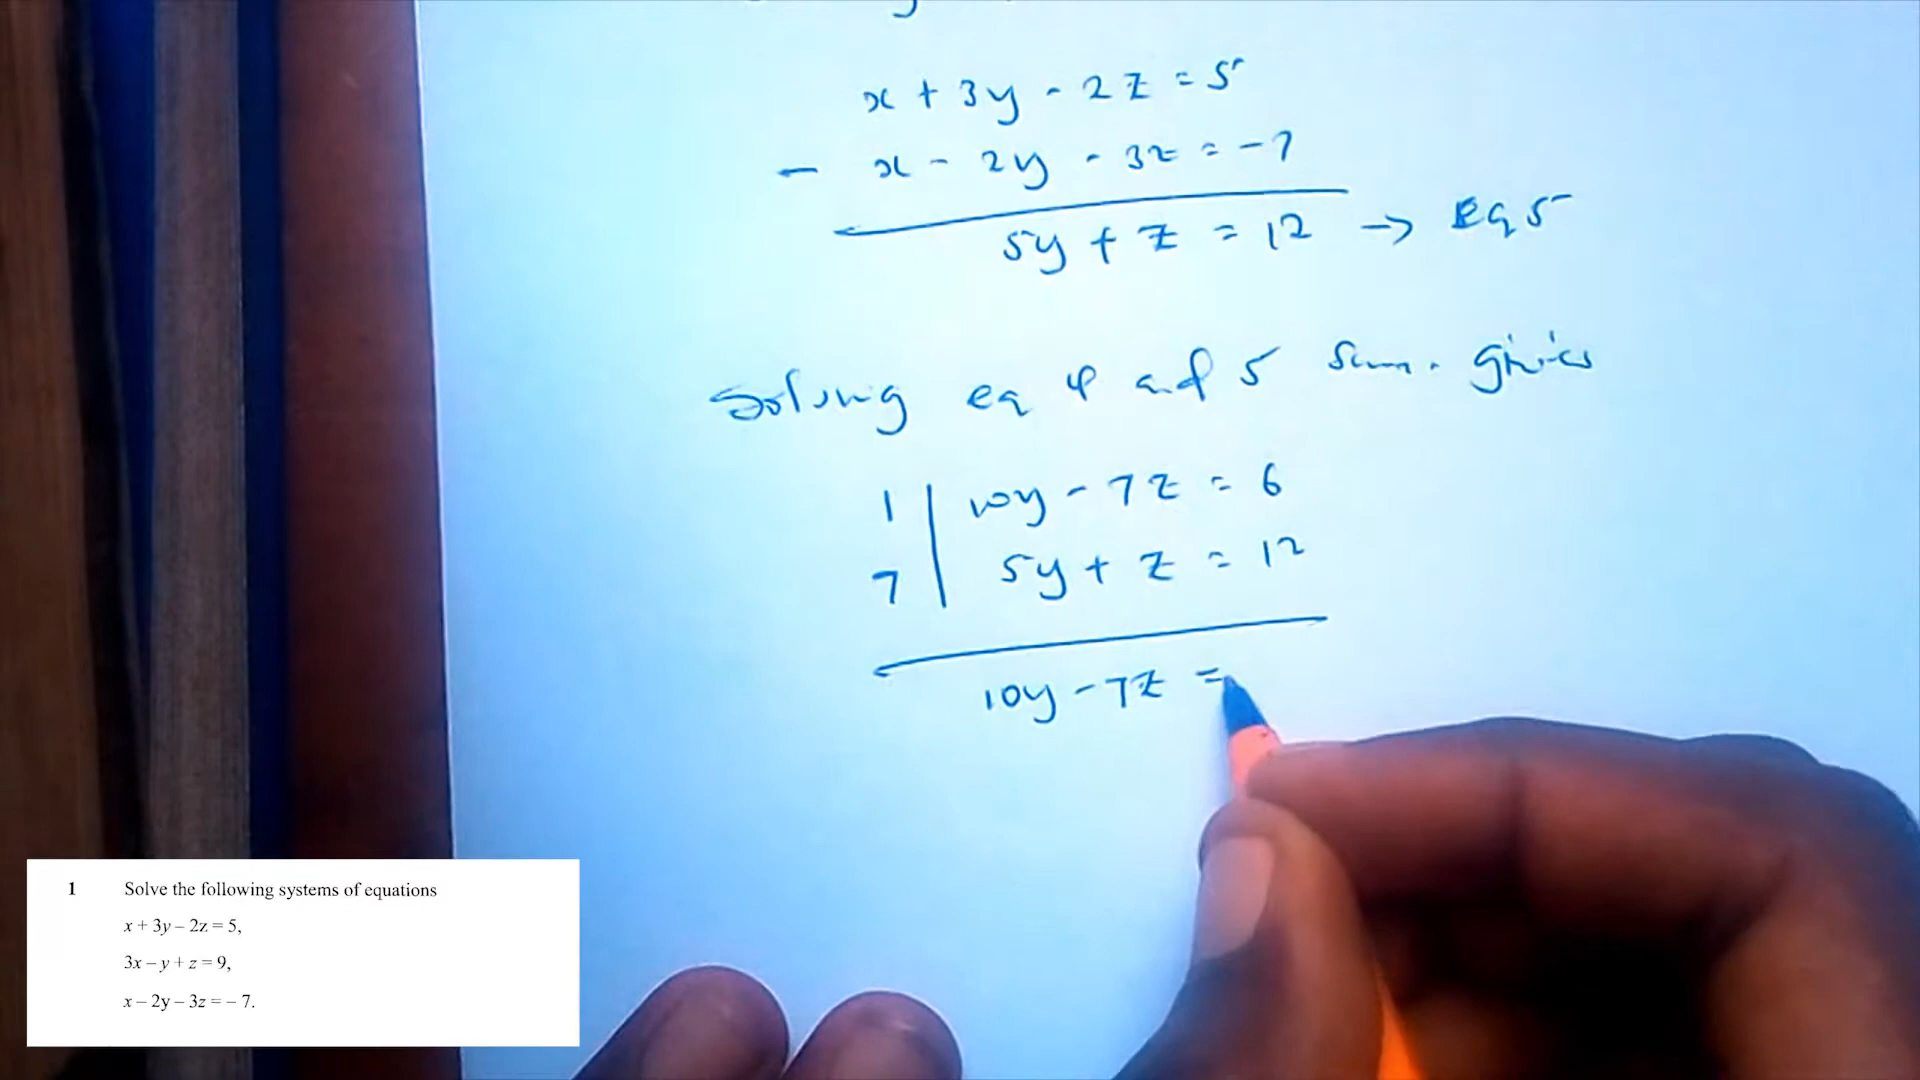 x + 3y - 2z = 5
- x - 2y - 3z = -7
5y + z = 12 → eq 5
Solving eq 4 and 5 sim. gives
1 | 10y - 7z = 6
7 | 5y + z = 12
10y - 7z =
1 Solve the following systems of equations
x + 3y – 2z = 5,
3x – y + z = 9,
x – 2y – 3z = – 7.